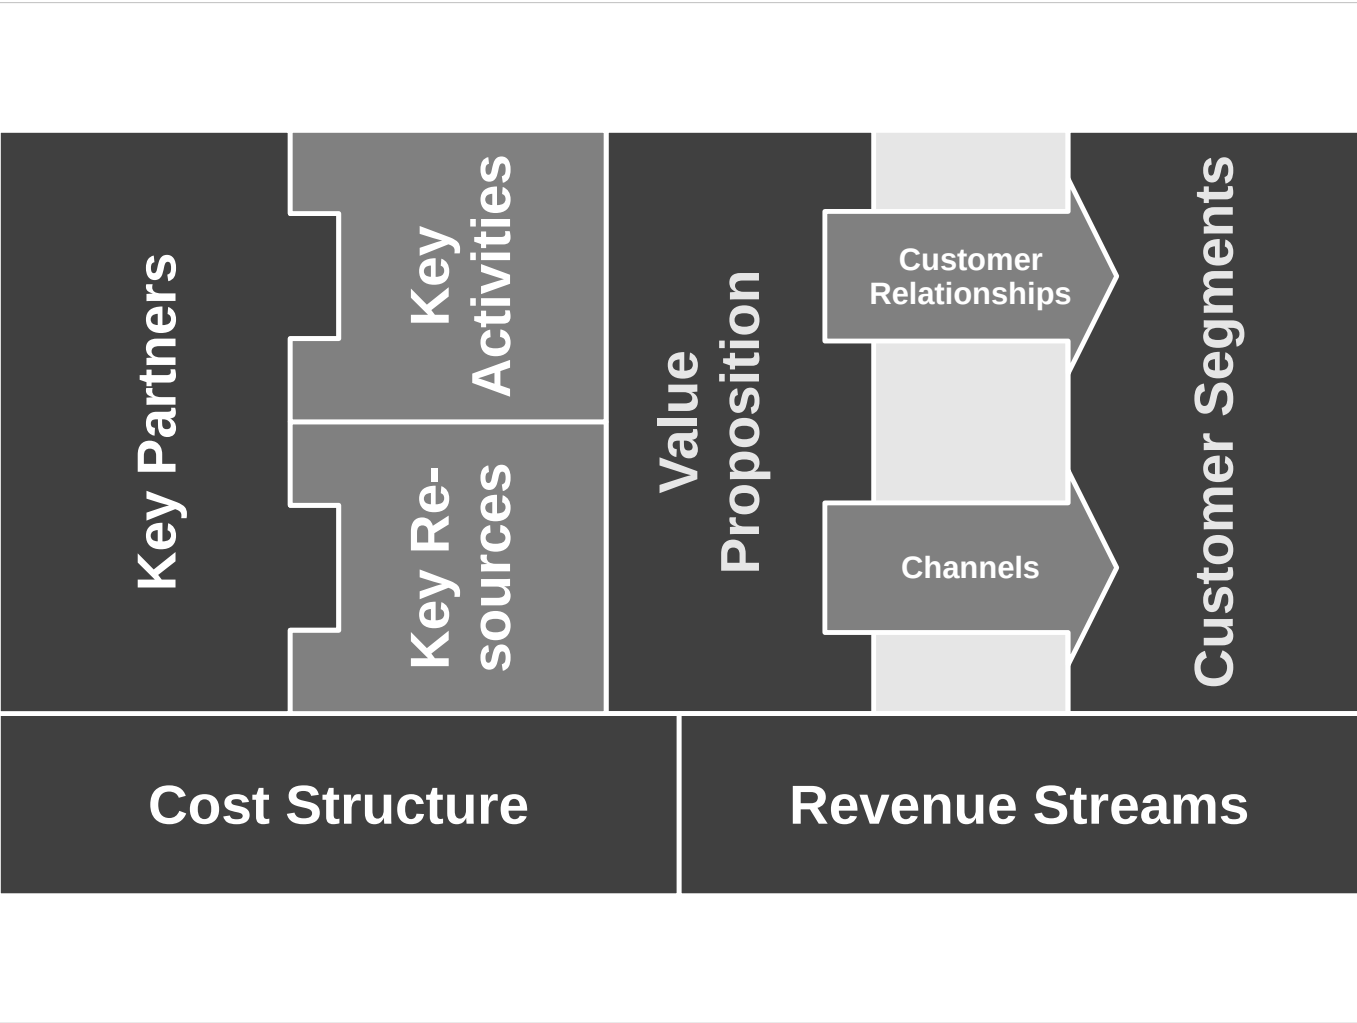 Key Partners
Key
Activities
Key Re-
sources
Value
Proposition
Customer
Relationships
Channels
Customer Segments
Cost Structure
Revenue Streams